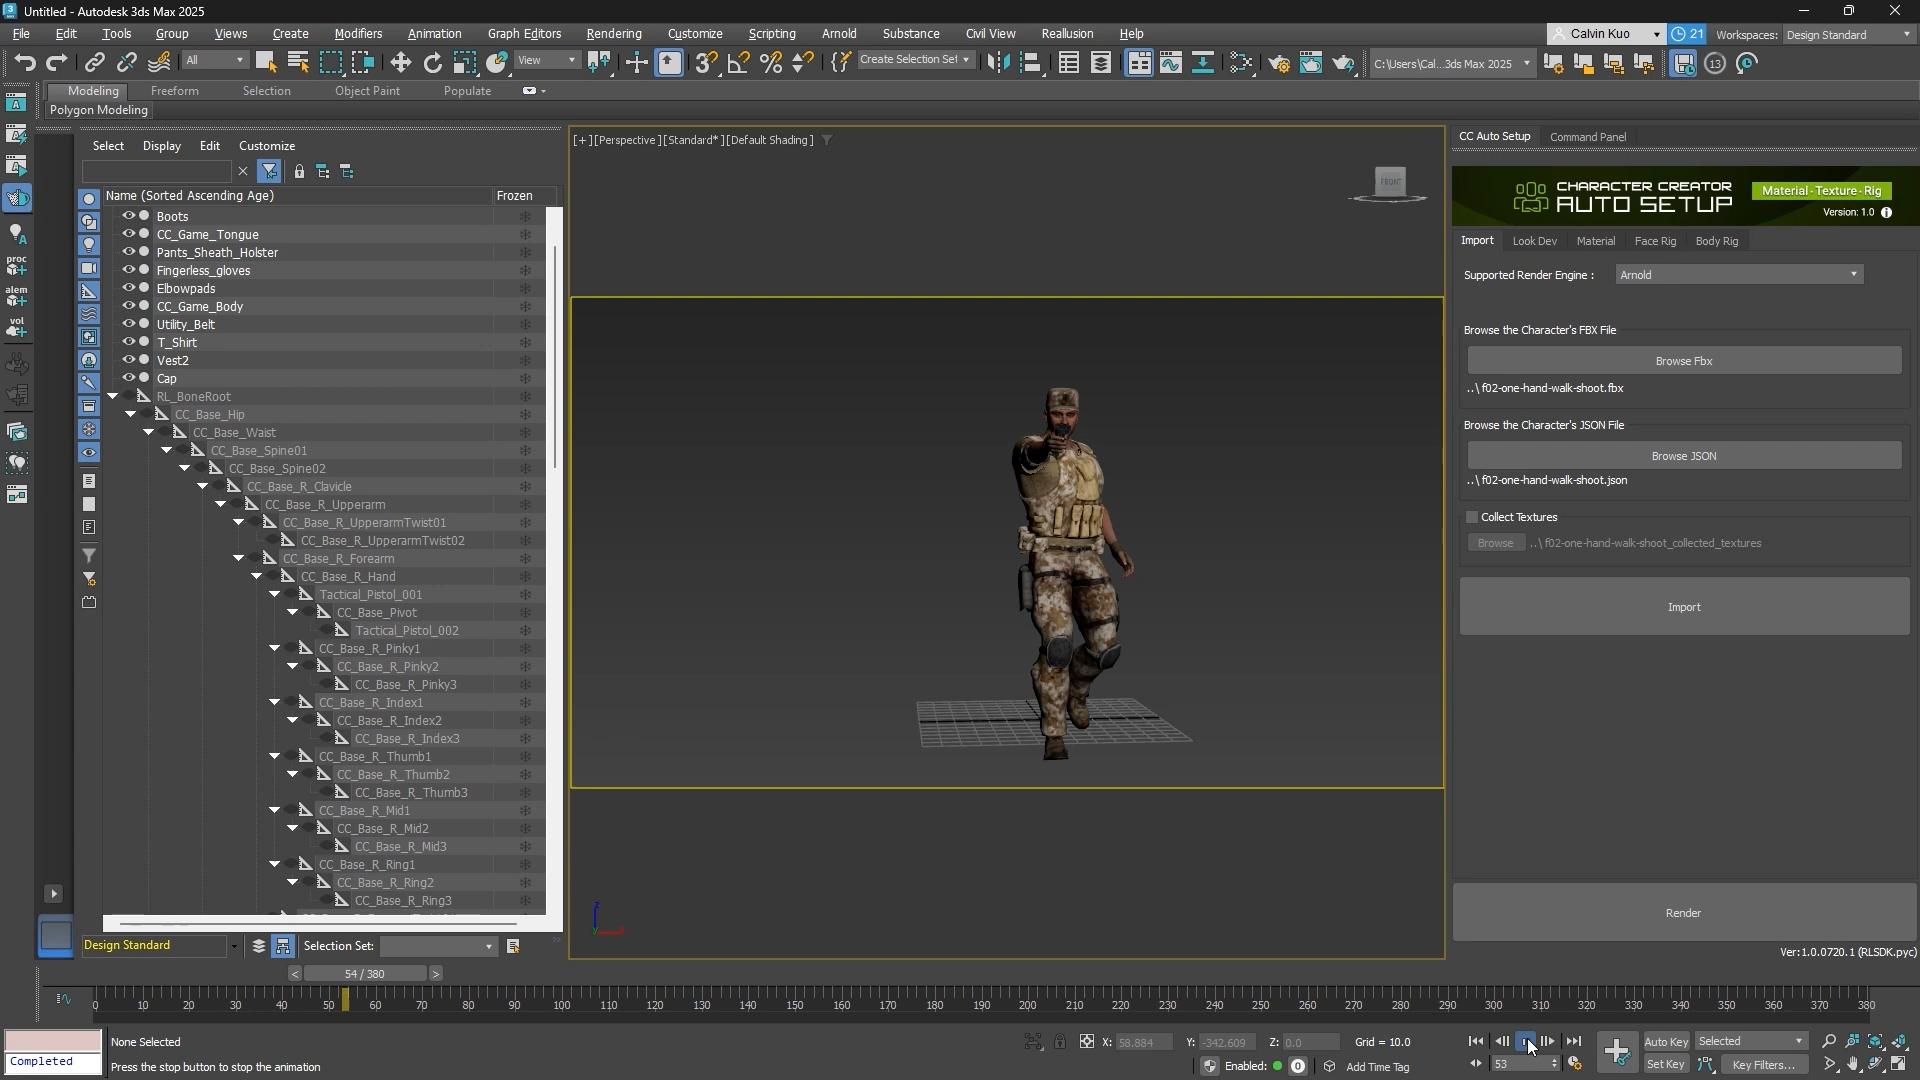 Untitled - Autodesk 3ds Max 2025
File Edit Tools Group Views Create Modifiers Animation Graph Editors Rendering Customize Scripting Arnold Substance Civil View Reallusion Help
Calvin Kuo 21 Workspaces: Design Standard
All View Create Selection Set C:\Users\Cal...3ds Max 2025 13
Modeling Freeform Selection Object Paint Populate
Polygon Modeling
Select Display Edit Customize
Name (Sorted Ascending Age) Frozen
Boots
CC_Game_Tongue
Pants_Sheath_Holster
Fingerless_gloves
Elbowpads
CC_Game_Body
Utility_Belt
T_Shirt
Vest2
Cap
RL_BoneRoot
CC_Base_Hip
CC_Base_Waist
CC_Base_Spine01
CC_Base_Spine02
CC_Base_R_Clavicle
CC_Base_R_Upperarm
CC_Base_R_UpperarmTwist01
CC_Base_R_UpperarmTwist02
CC_Base_R_Forearm
CC_Base_R_Hand
Tactical_Pistol_001
CC_Base_Pivot
Tactical_Pistol_002
CC_Base_R_Pinky1
CC_Base_R_Pinky2
CC_Base_R_Pinky3
CC_Base_R_Index1
CC_Base_R_Index2
CC_Base_R_Index3
CC_Base_R_Thumb1
CC_Base_R_Thumb2
CC_Base_R_Thumb3
CC_Base_R_Mid1
CC_Base_R_Mid2
CC_Base_R_Mid3
CC_Base_R_Ring1
CC_Base_R_Ring2
CC_Base_R_Ring3
proc
alem
vol
Design Standard Selection Set:
[+][Perspective][Standard*][Default Shading]
FRONT
CC Auto Setup Command Panel
CHARACTER CREATOR
AUTO SETUP
Material·Texture·Rig
Version: 1.0
Import Look Dev Material Face Rig Body Rig
Supported Render Engine : Arnold
Browse the Character's FBX File
Browse Fbx
..\f02-one-hand-walk-shoot.fbx
Browse the Character's JSON File
Browse JSON
..\f02-one-hand-walk-shoot.json
Collect Textures
Browse ..\f02-one-hand-walk-shoot_collected_textures
Import
Render
Ver:1.0.0720.1 (RLSDK.pyc)
< 54 / 380 >
0 10 20 30 40 50 60 70 80 90 100 110 120 130 140 150 160 170 180 190 200 210 220 230 240 250 260 270 280 290 300 310 320 330 340 350 360 370 380
None Selected X: 58.884 Y: -342.609 Z: 0.0 Grid = 10.0 Auto Key Selected
Completed Press the stop button to stop the animation Enabled: 0 Add Time Tag 53 Set Key Key Filters...